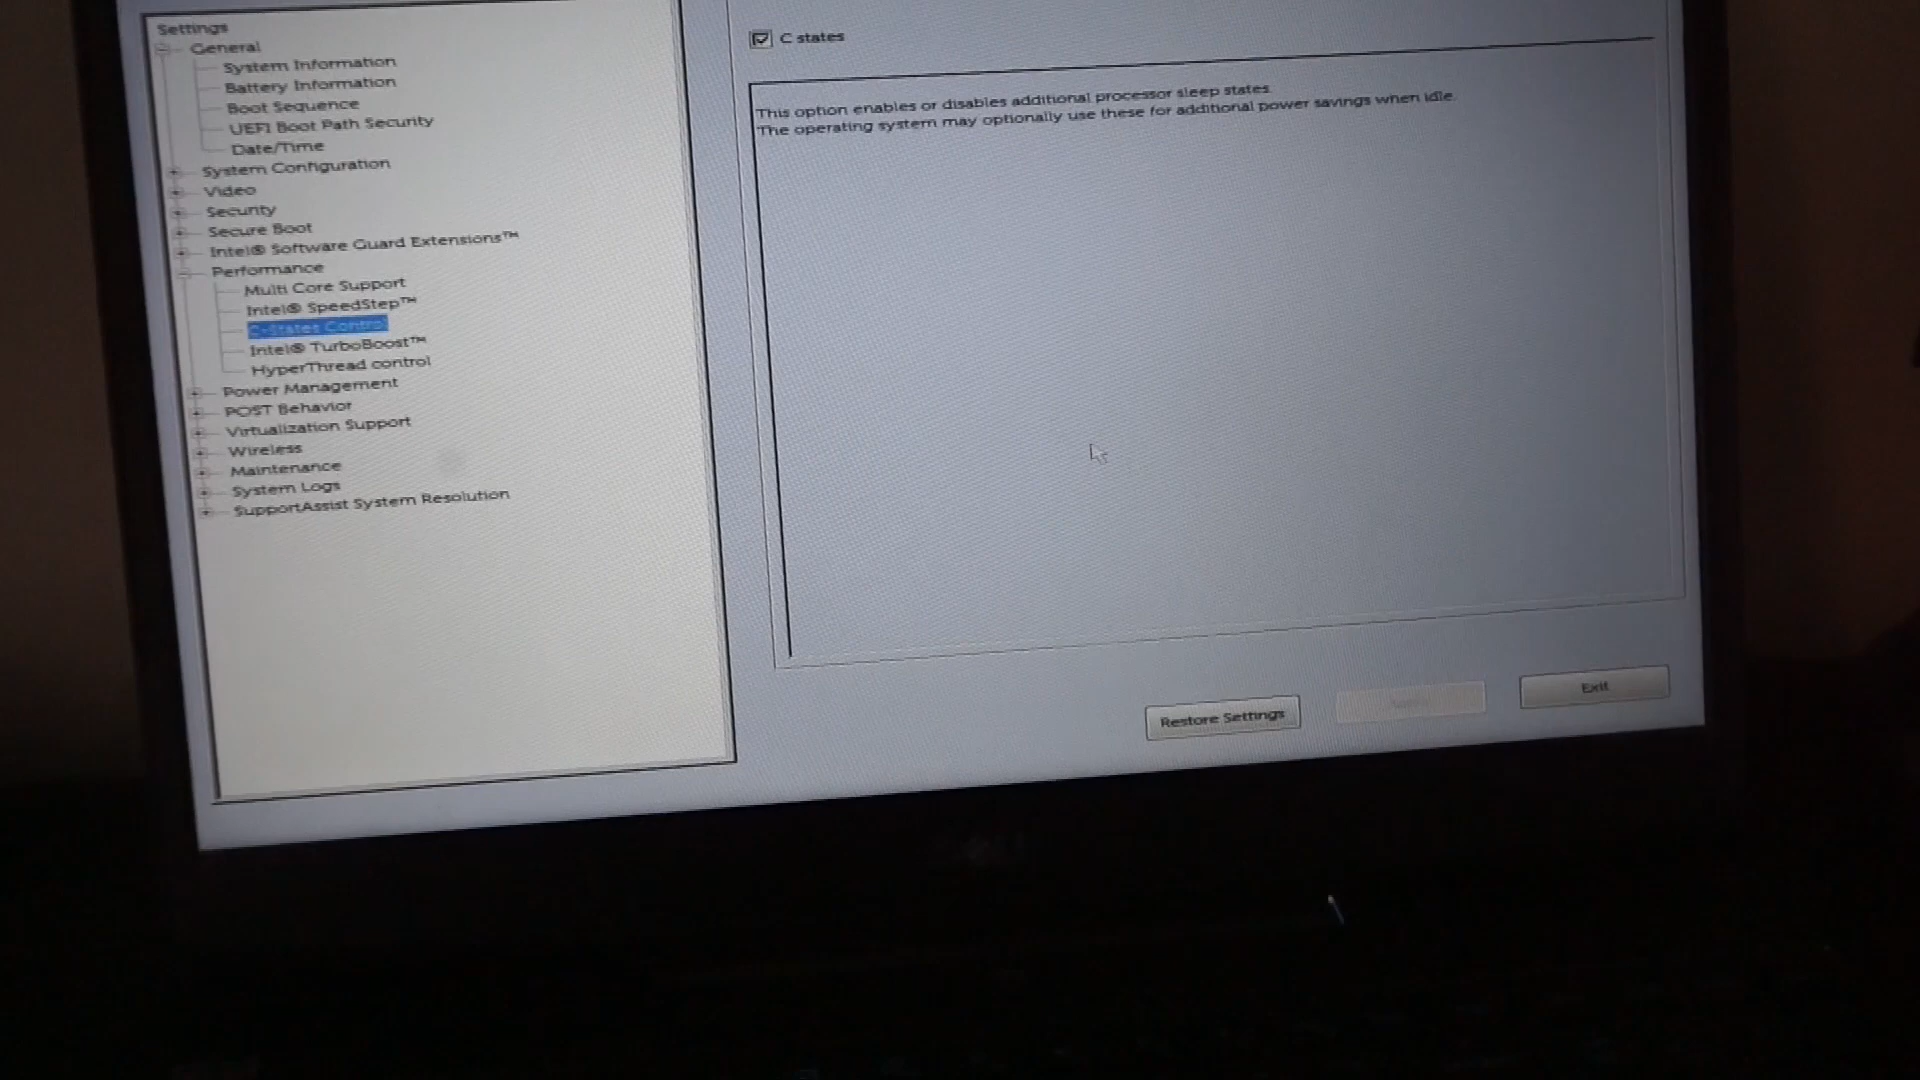 Settings
General
System Information
Battery Information
Boot Sequence
UEFI Boot Path Security
Date/Time
System Configuration
Video
Security
Secure Boot
Intel® Software Guard Extensions™
Performance
Multi Core Support
Intel® SpeedStep™
C-States Control
Intel® TurboBoost™
HyperThread control
Power Management
POST Behavior
Virtualization Support
Wireless
Maintenance
System Logs
SupportAssist System Resolution
C states
This option enables or disables additional processor sleep states.
The operating system may optionally use these for additional power savings when idle.
Restore Settings
Exit